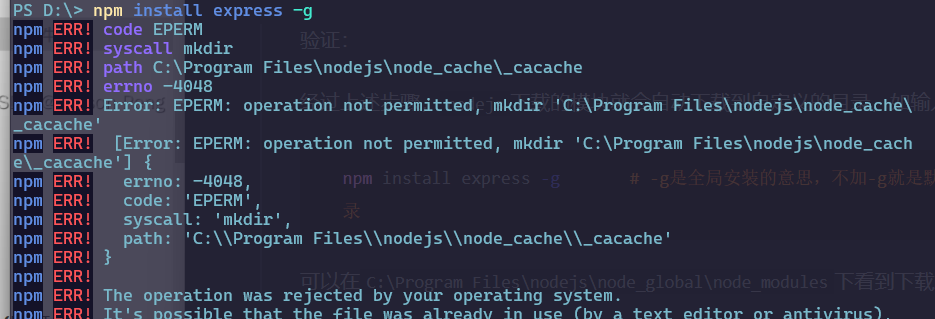 PS D:\> npm install express -g
npm ERR! code EPERM
npm ERR! syscall mkdir
验证：
npm ERR! path C:\Program Files\nodejs\node_cache\_cacache
npm ERR! errno -4048
npm ERR! Error: EPERM: operation not permitted, mkdir 'C:\Program Files\nodejs\node_cache\
_cacache'
npm ERR!  [Error: EPERM: operation not permitted, mkdir 'C:\Program Files\nodejs\node_cach
e\_cacache'] {
npm ERR!   errno: -4048,
npm install express -g # -g是全局安装的意思，不加-g就是默
npm ERR!   code: 'EPERM',
npm ERR!   syscall: 'mkdir',
录
npm ERR!   path: 'C:\\Program Files\\nodejs\\node_cache\\_cacache'
npm ERR! }
npm ERR!
可以在 C:\Program Files\nodejs\node_global\node_modules 下看到下载
npm ERR! The operation was rejected by your operating system.
npm ERR! It's possible that the file was already in use (by a text editor or antivirus),